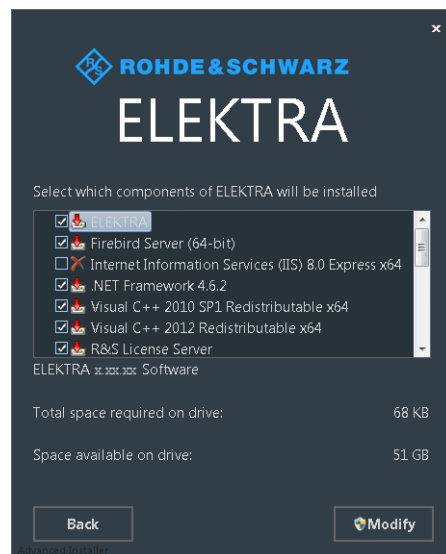 x
R&S ROHDE&SCHWARZ
ELEKTRA
Select which components of ELEKTRA will be installed
ELEKTRA
Firebird Server (64-bit)
Internet Information Services (IIS) 8.0 Express x64
.NET Framework 4.6.2
Visual C++ 2010 SP1 Redistributable x64
Visual C++ 2012 Redistributable x64
R&S License Server
ELEKTRA x.xx.xx Software
Total space required on drive: 68 KB
Space available on drive: 51 GB
Back Modify
Advanced Installer